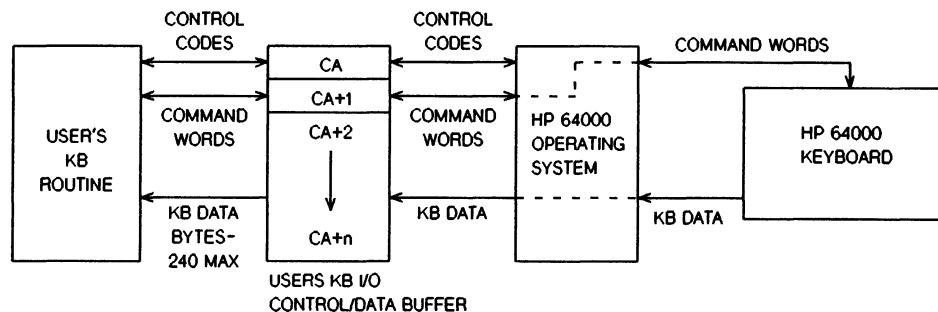 CONTROL
CODES
CONTROL
CODES
COMMAND WORDS
CA
CA+1
COMMAND
WORDS
COMMAND
WORDS
CA+2
USER'S
KB
ROUTINE
HP 64000
OPERATING
SYSTEM
HP 64000
KEYBOARD
KB DATA
BYTES-
240 MAX
KB DATA
KB DATA
CA+n
USERS KB I/O
CONTROL/DATA BUFFER